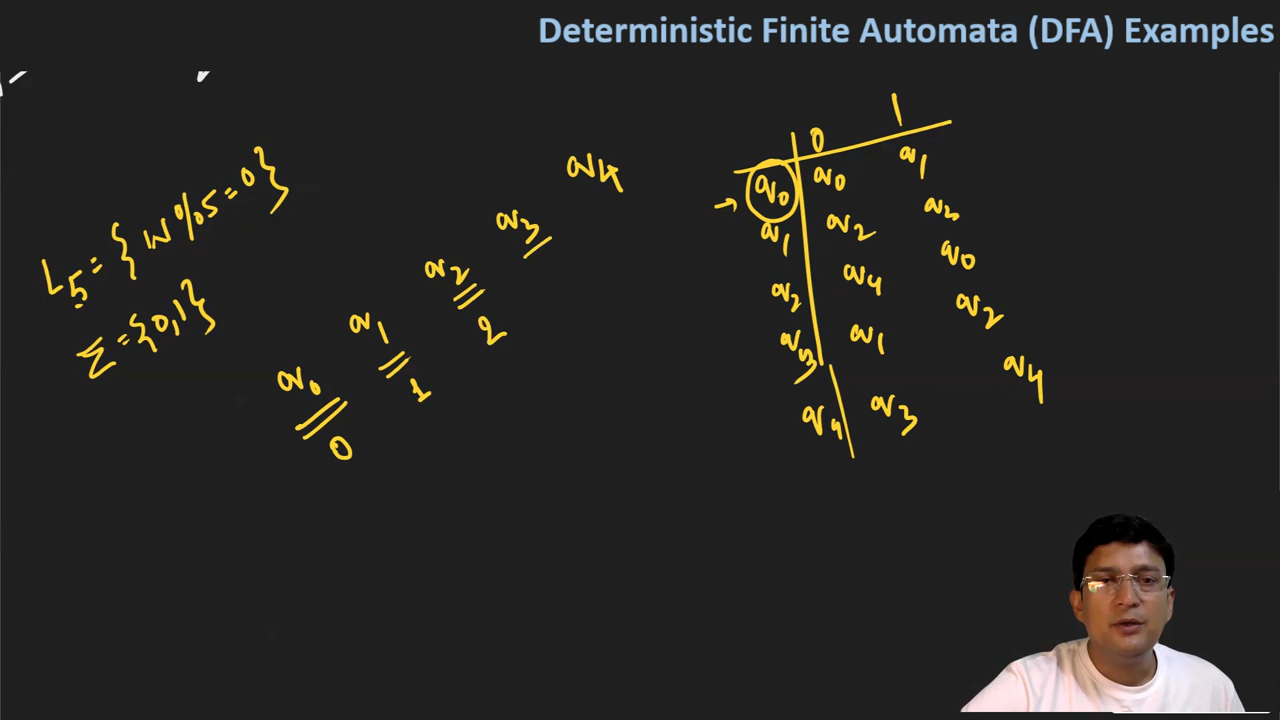 Deterministic Finite Automata (DFA) Examples
L5 = { W % 5 = 0 }
Σ = {0,1}
q0 q1 q2 q3 q4
0 1 2
0 1
→ q0 q0 q1
q1 q2 q3
q2 q4 q0
q3 q1 q2
q4 q3 q4